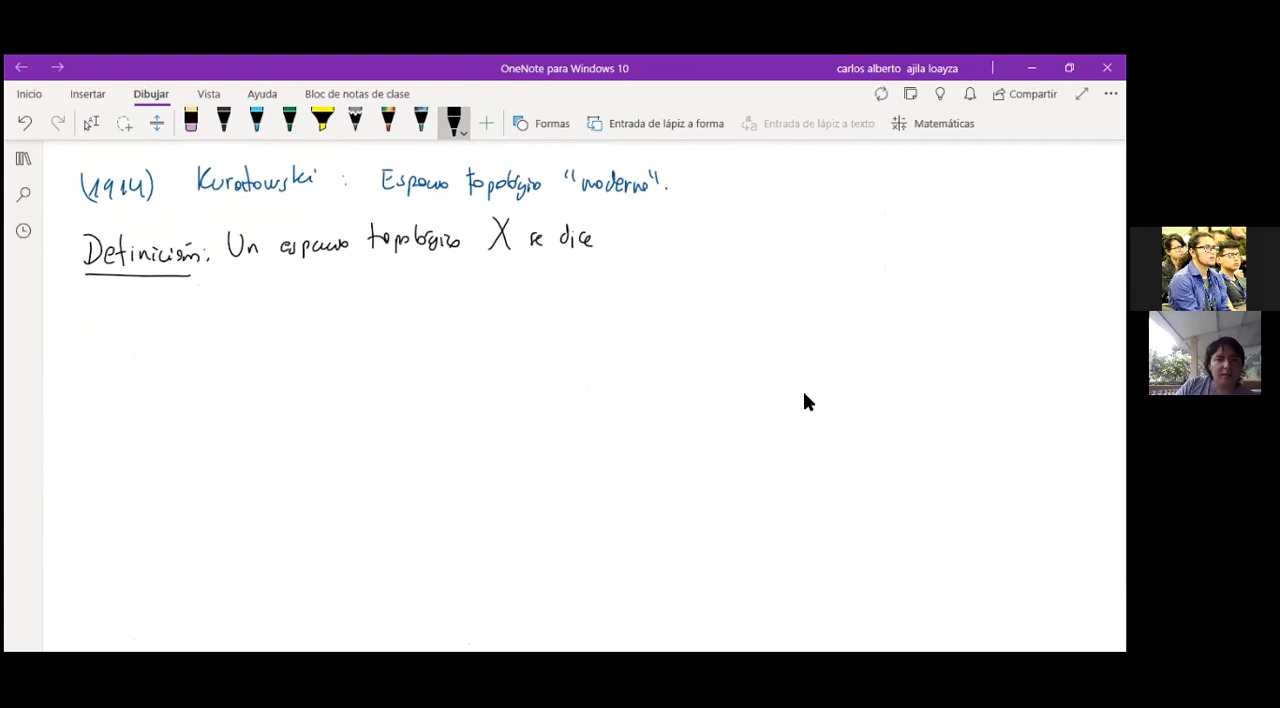 OneNote para Windows 10
carlos alberto ajila loayza
Inicio Insertar Dibujar Vista Ayuda Bloc de notas de clase
Compartir
Formas Entrada de lápiz a forma Entrada de lápiz a texto Matemáticas
(1914) Kuratowski : Espacio topológico "moderno".
Definición: Un espacio topológico X se dice